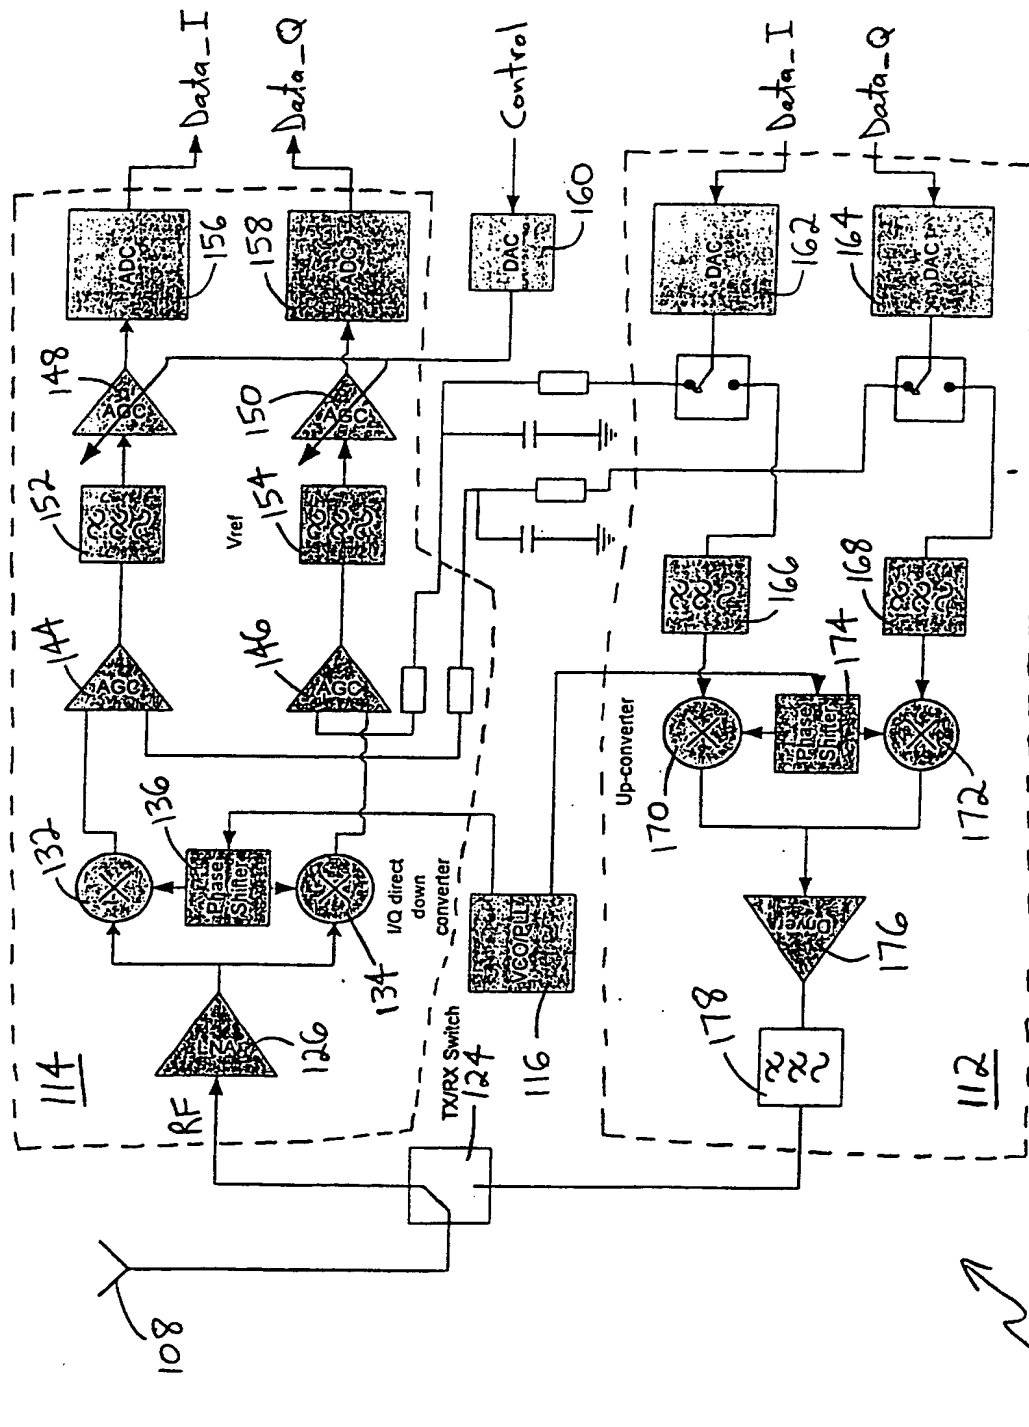 114
RF
LNA
126
132
Phase
Shifter
136
134
I/Q direct
down
converter
AGC
144
AGC
146
152
Vref
154
AGC
148
AGC
150
ADC
156
ADC
158
Data_I
Data_Q
108
TX/RX Switch
124
VCO/PLL
116
DAC
160
Control
112
178
Driver
176
Up-converter
170
Phase
Shifter
174
172
166
168
DAC
162
DAC
164
Data_I
Data_Q